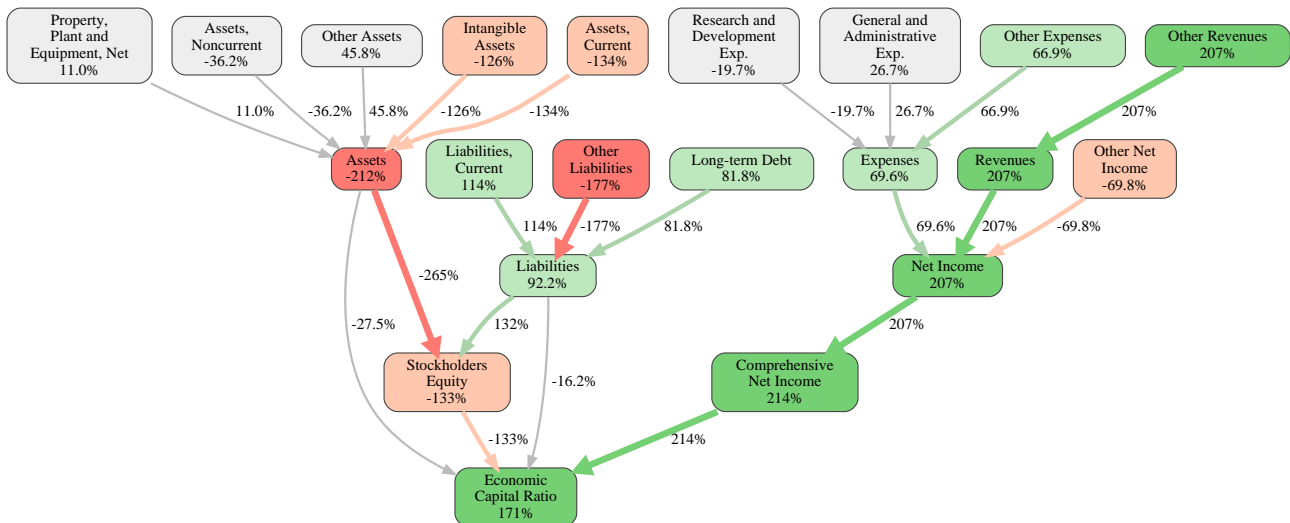 Property,
Plant and
Equipment, Net
11.0%
Assets,
Noncurrent
-36.2%
Other Assets
45.8%
Intangible
Assets
-126%
Assets,
Current
-134%
Research and
Development
Exp.
-19.7%
General and
Administrative
Exp.
26.7%
Other Expenses
66.9%
Other Revenues
207%
11.0%
-36.2%
45.8%
-126%
-134%
-19.7%
26.7%
66.9%
207%
Assets
-212%
Liabilities,
Current
114%
Other
Liabilities
-177%
Long-term Debt
81.8%
Expenses
69.6%
Revenues
207%
Other Net
Income
-69.8%
114%
-177%
81.8%
69.6%
207%
-69.8%
-265%
Liabilities
92.2%
Net Income
207%
-27.5%
132%
207%
-16.2%
Stockholders
Equity
-133%
Comprehensive
Net Income
214%
-133%
214%
Economic
Capital Ratio
171%